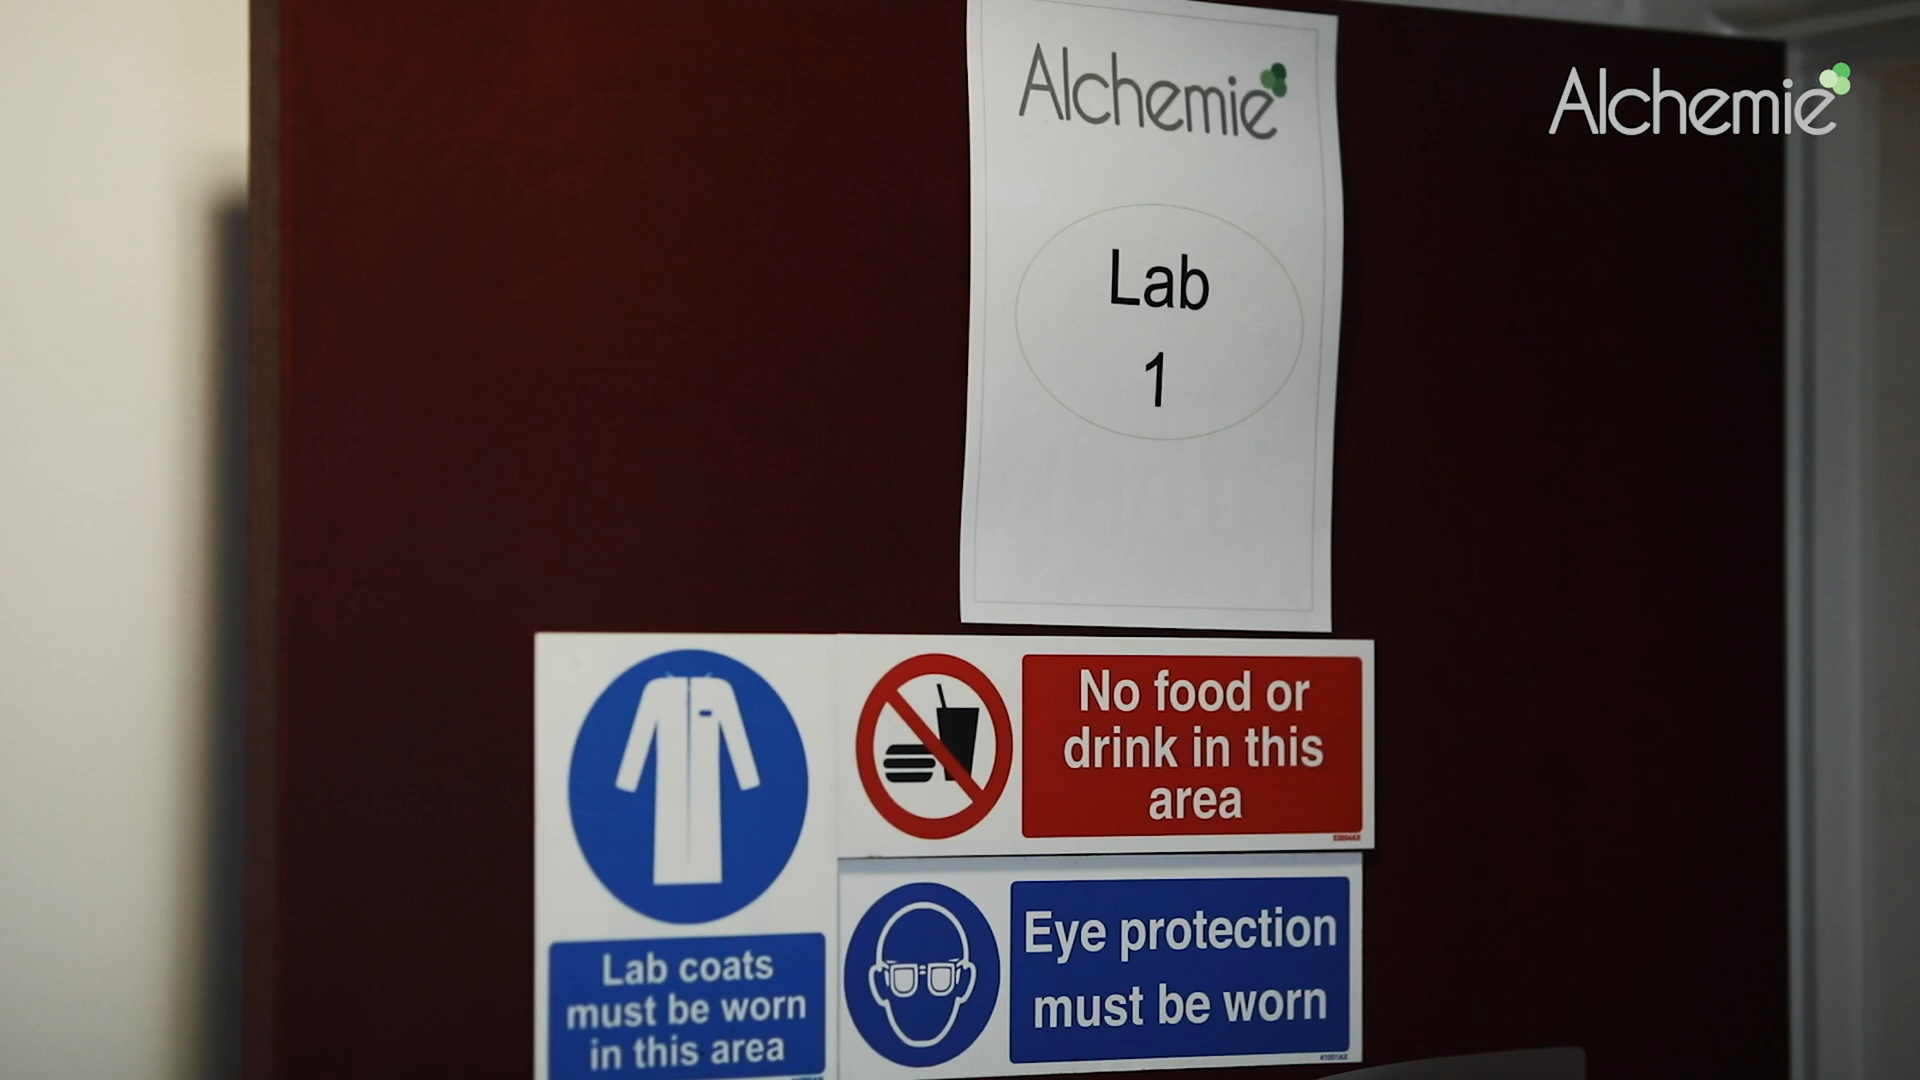 Alchemie
Alchemie
Lab
1
No food or
drink in this
area
Lab coats
must be worn
in this area
Eye protection
must be worn